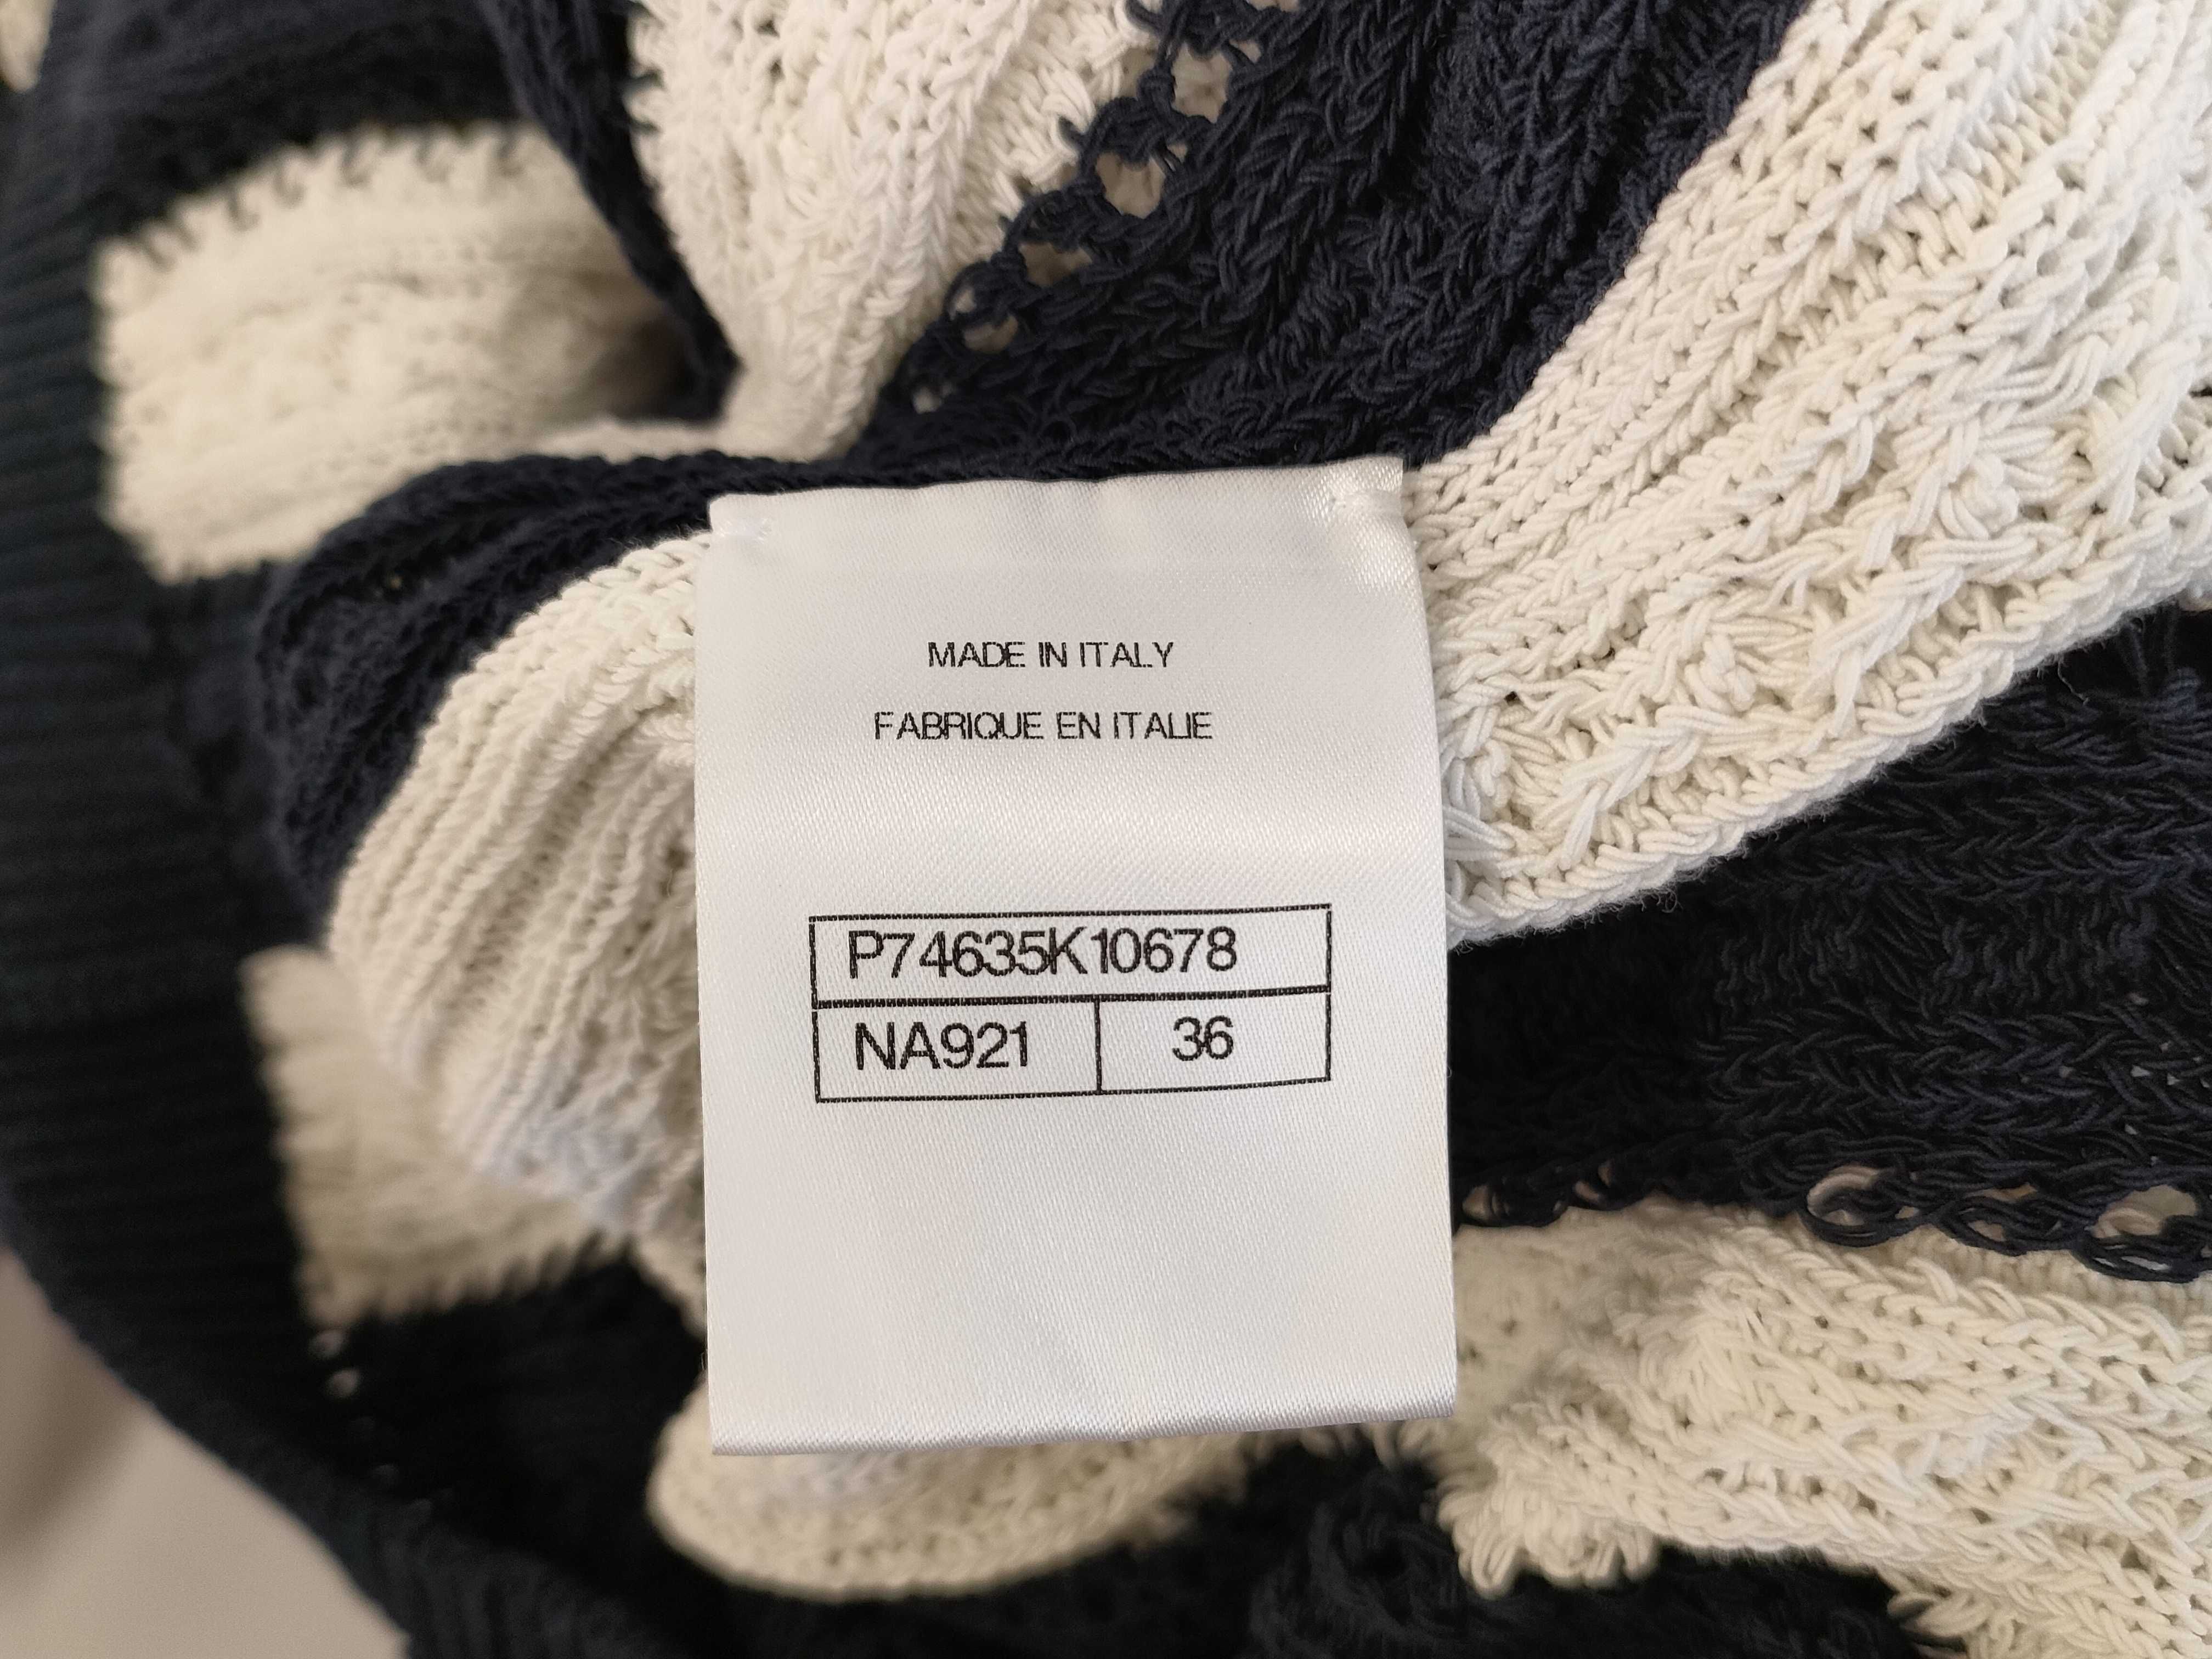 MADE IN ITALY
FABRIQUE EN ITALIE
P74635K10678
NA921 36